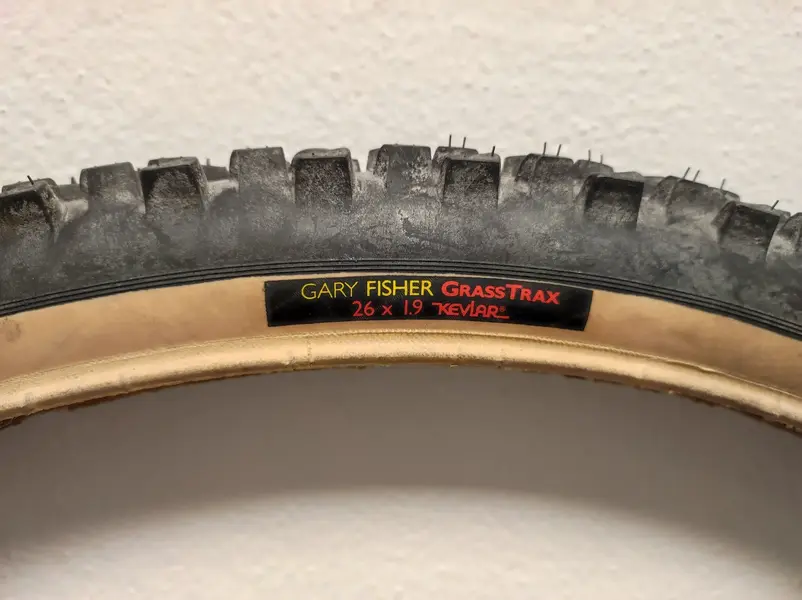 GARY FISHER GRASSTRAX
26 x 1.9 KEVLAR®